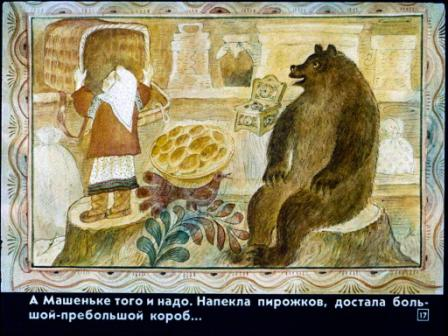 А Машеньке того и надо. Напекла пирожков, достала боль-
шой-пребольшой короб...
17